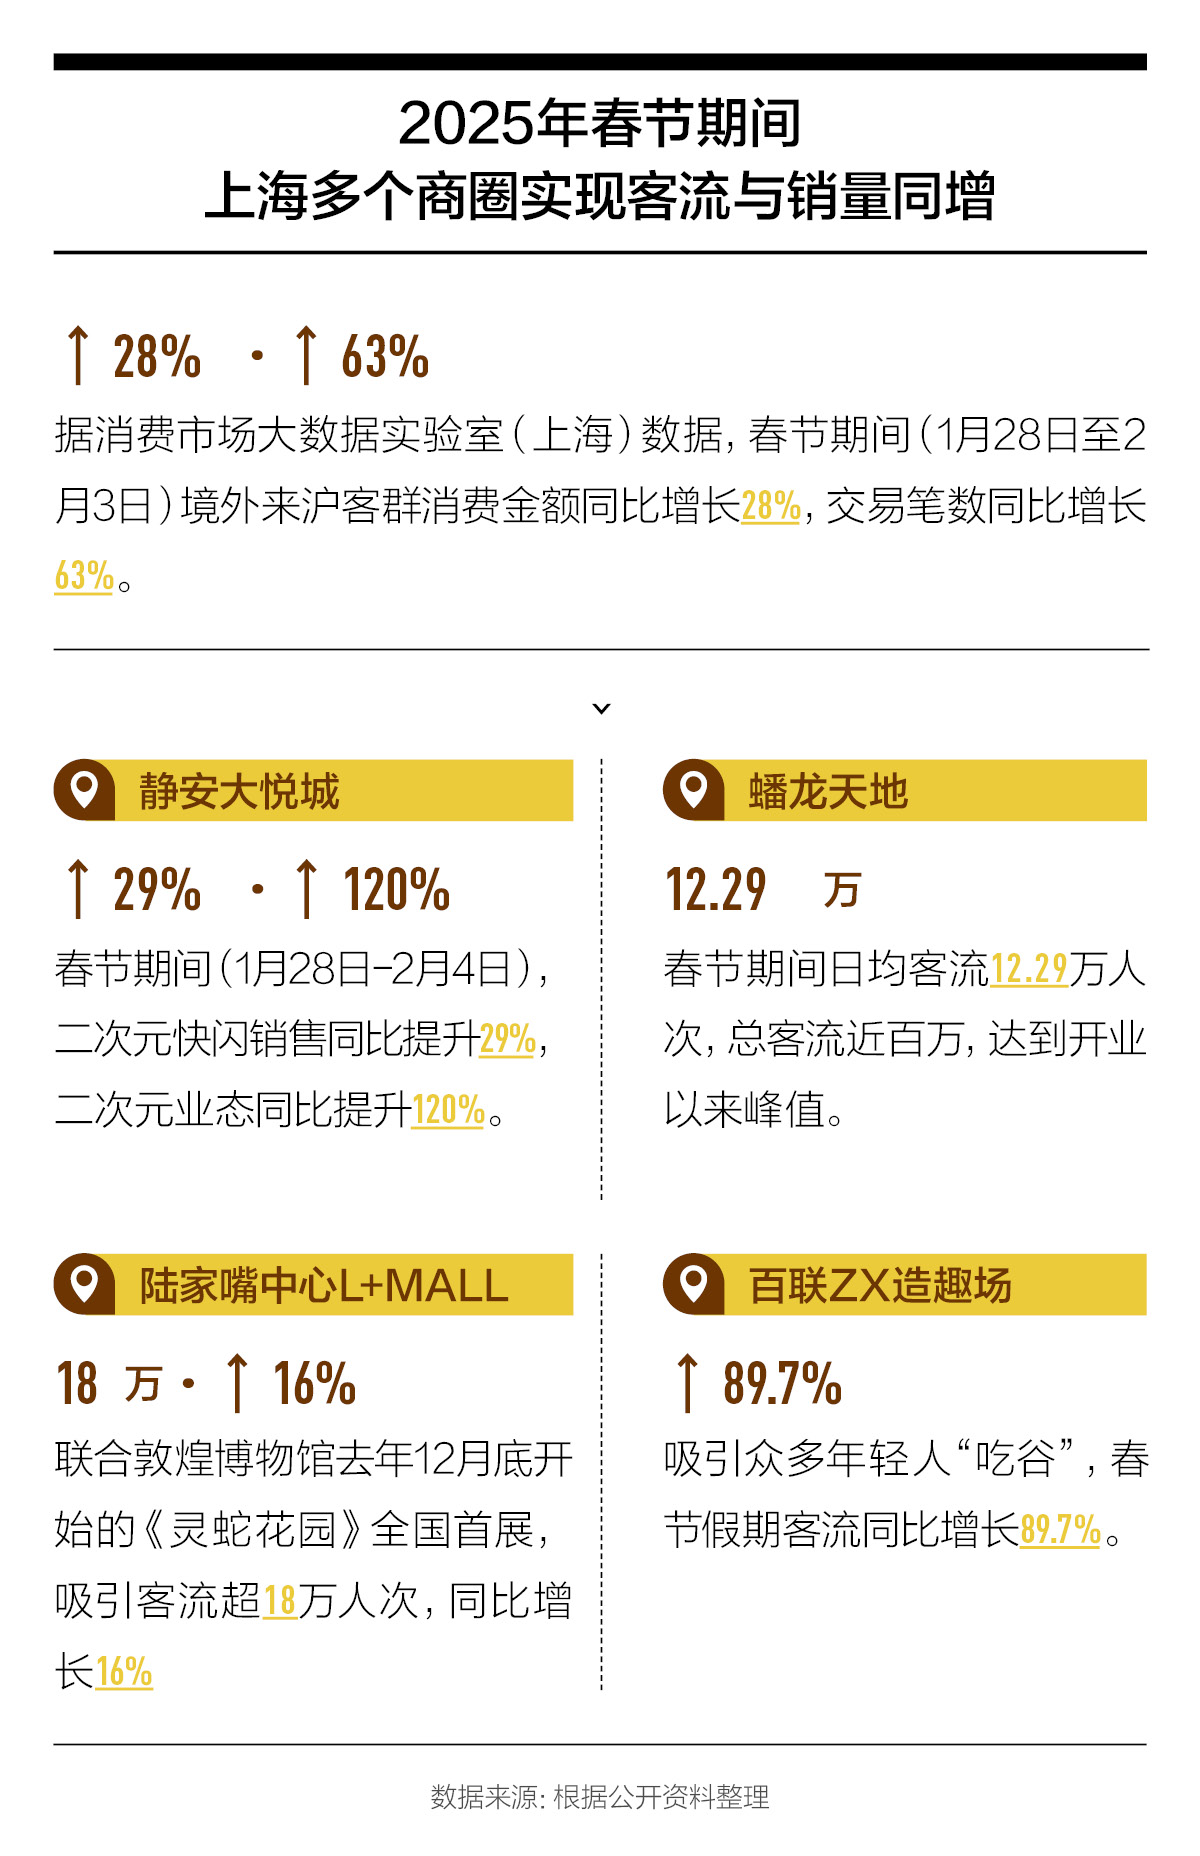 2025年春节期间
上海多个商圈实现客流与销量同增
↑ 28% · ↑ 63%
据消费市场大数据实验室（上海）数据，春节期间（1月28日至2
月3日）境外来沪客群消费金额同比增长28%，交易笔数同比增长
63%。
静安大悦城
↑ 29% · ↑ 120%
春节期间（1月28日-2月4日），
二次元快闪销售同比提升29%，
二次元业态同比提升120%。
蟠龙天地
12.29 万
春节期间日均客流12.29万人
次，总客流近百万，达到开业
以来峰值。
陆家嘴中心L+MALL
18 万 · ↑ 16%
联合敦煌博物馆去年12月底开
始的《灵蛇花园》全国首展，
吸引客流超18万人次，同比增
长16%
百联ZX造趣场
↑ 89.7%
吸引众多年轻人“吃谷”，春
节假期客流同比增长89.7%。
数据来源：根据公开资料整理